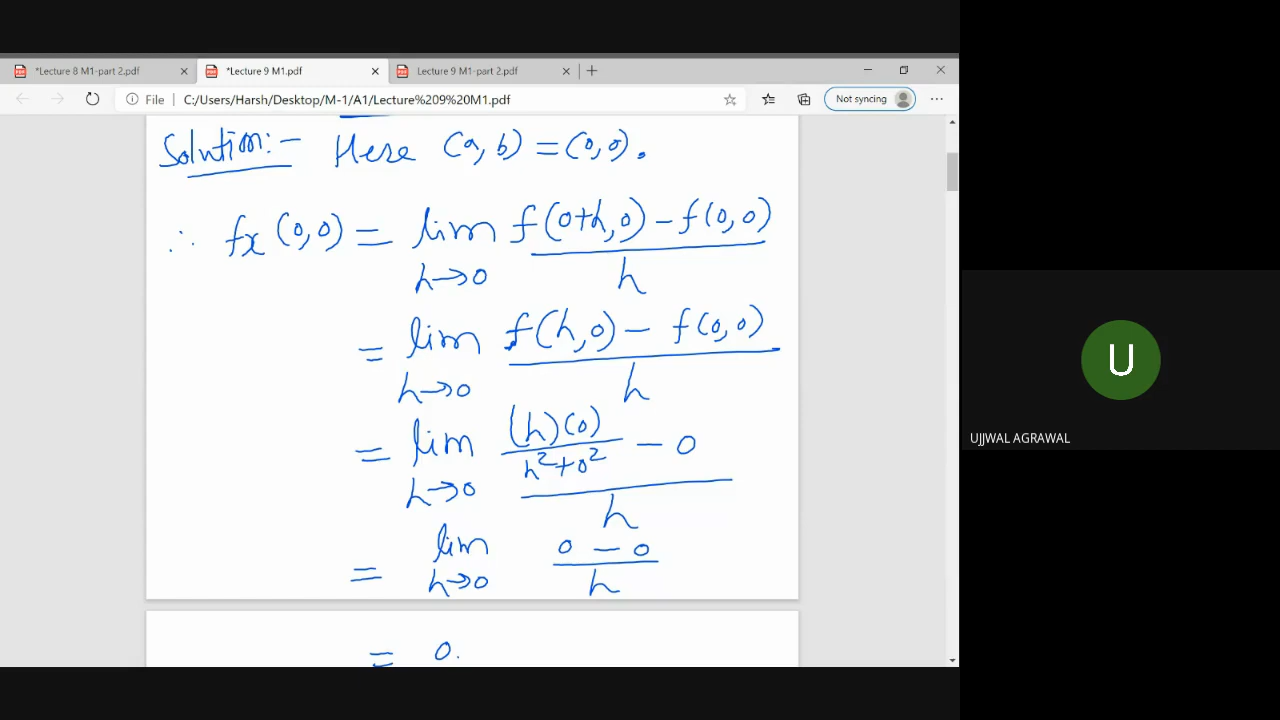 *Lecture 8 M1-part 2.pdf
*Lecture 9 M1.pdf
Lecture 9 M1-part 2.pdf
File
C:/Users/Harsh/Desktop/M-1/A1/Lecture%209%20M1.pdf
Not syncing
Solution:- Here (a, b) = (0, 0).
∴ fx (0,0) = lim f(0+h, 0) - f(0, 0)
h→0 h
= lim f(h, 0) - f(0, 0)
h→0 h
= lim (h)(0) / h²+0² - 0
h→0 h
= lim 0 - 0
h→0 h
= 0.
U
UJJWAL AGRAWAL